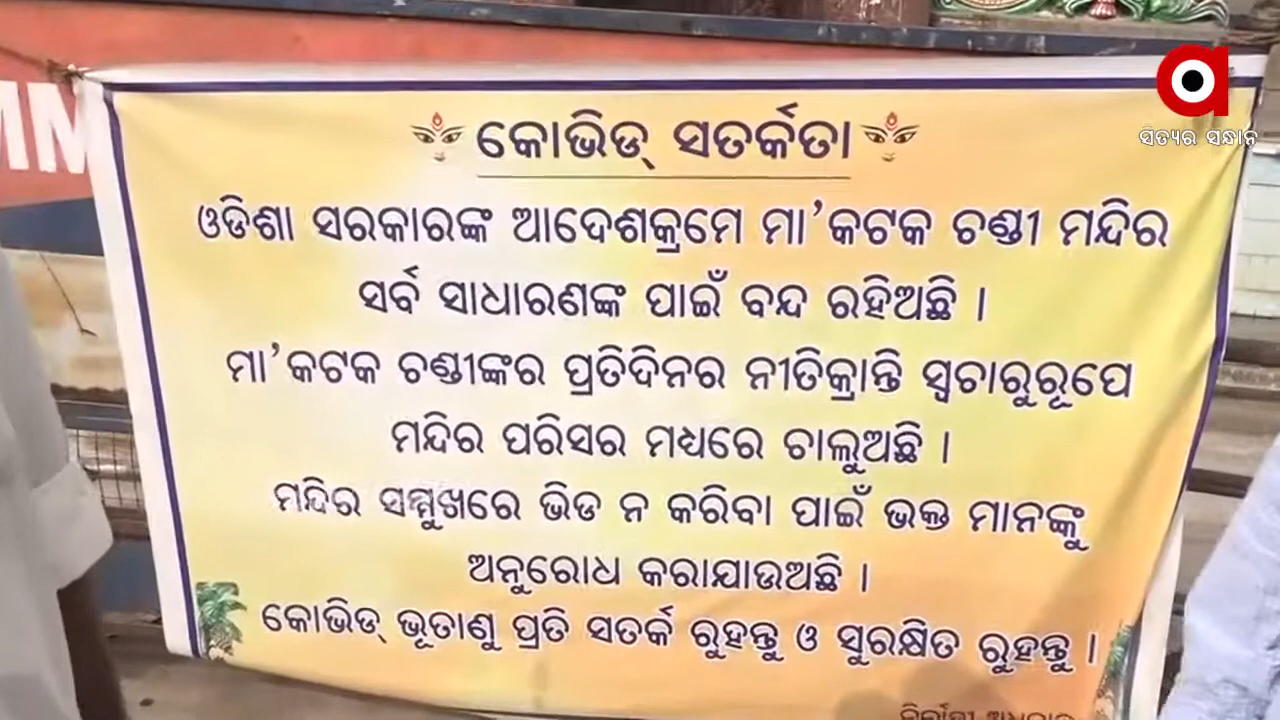 MN
ସତ୍ୟର ସନ୍ଧାନ
କୋଭିଡ୍ ସତର୍କତା
ଓଡିଶା ସରକାରଙ୍କ ଆଦେଶକ୍ରମେ ମା'କଟକ ଚଣ୍ଡୀ ମନ୍ଦିର
ସର୍ବ ସାଧାରଣଙ୍କ ପାଇଁ ବନ୍ଦ ରହିଅଛି ।
ମା'କଟକ ଚଣ୍ଡୀଙ୍କର ପ୍ରତିଦିନର ନୀତିକ୍ରାନ୍ତି ସ୍ଵଚାରୁରୂପେ
ମନ୍ଦିର ପରିସର ମଧ୍ୟରେ ଚାଲୁଅଛି ।
ମନ୍ଦିର ସମ୍ମୁଖରେ ଭିଡ ନ କରିବା ପାଇଁ ଭକ୍ତ ମାନଙ୍କୁ
ଅନୁରୋଧ କରାଯାଉଅଛି ।
କୋଭିଡ୍ ଭୂତାଣୁ ପ୍ରତି ସତର୍କ ରୁହନ୍ତୁ ଓ ସୁରକ୍ଷିତ ରୁହନ୍ତୁ ।